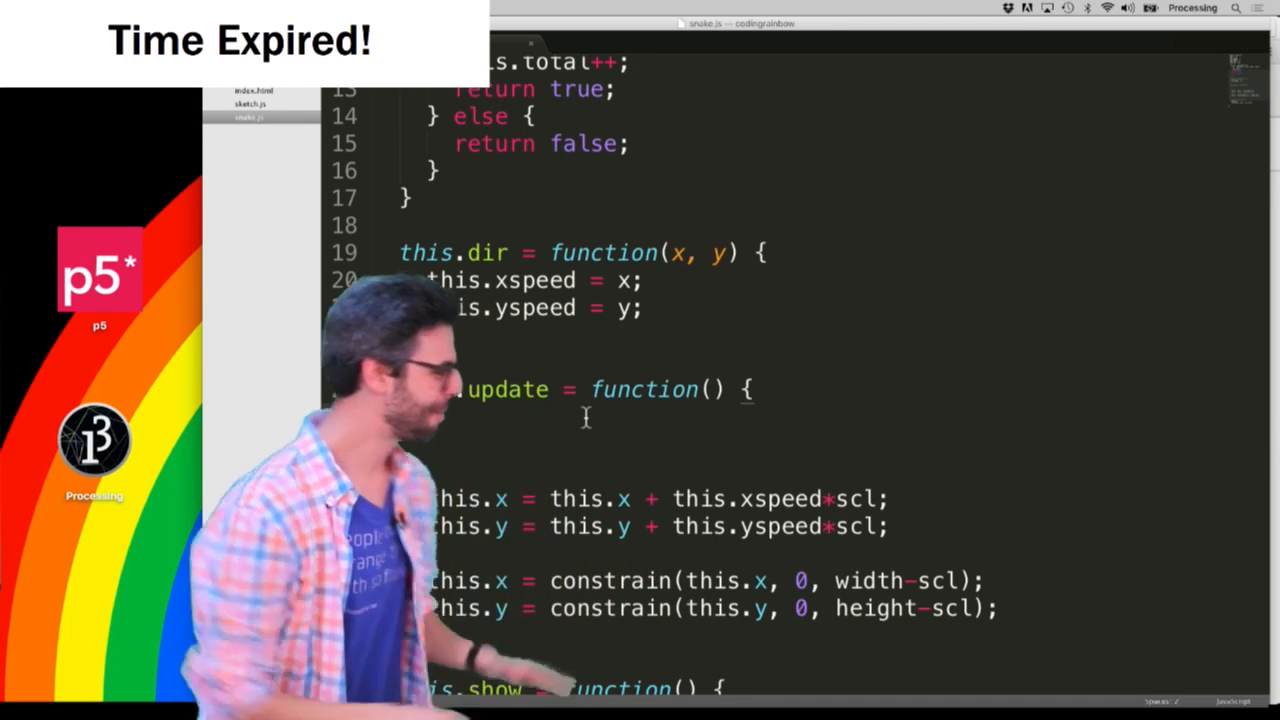 Time Expired!
Processing
snake.js — codingrainbow
index.html
sketch.js
snake.js
s.total++;
13 return true;
14 } else {
15 return false;
16 }
17 }
18
19 this.dir = function(x, y) {
20 this.xspeed = x;
is.yspeed = y;
.update = function() {
this.x = this.x + this.xspeed*scl;
this.y = this.y + this.yspeed*scl;
this.x = constrain(this.x, 0, width-scl);
this.y = constrain(this.y, 0, height-scl);
is.show = function() {
p5*
p5
Processing
Spaces: 2 JavaScript